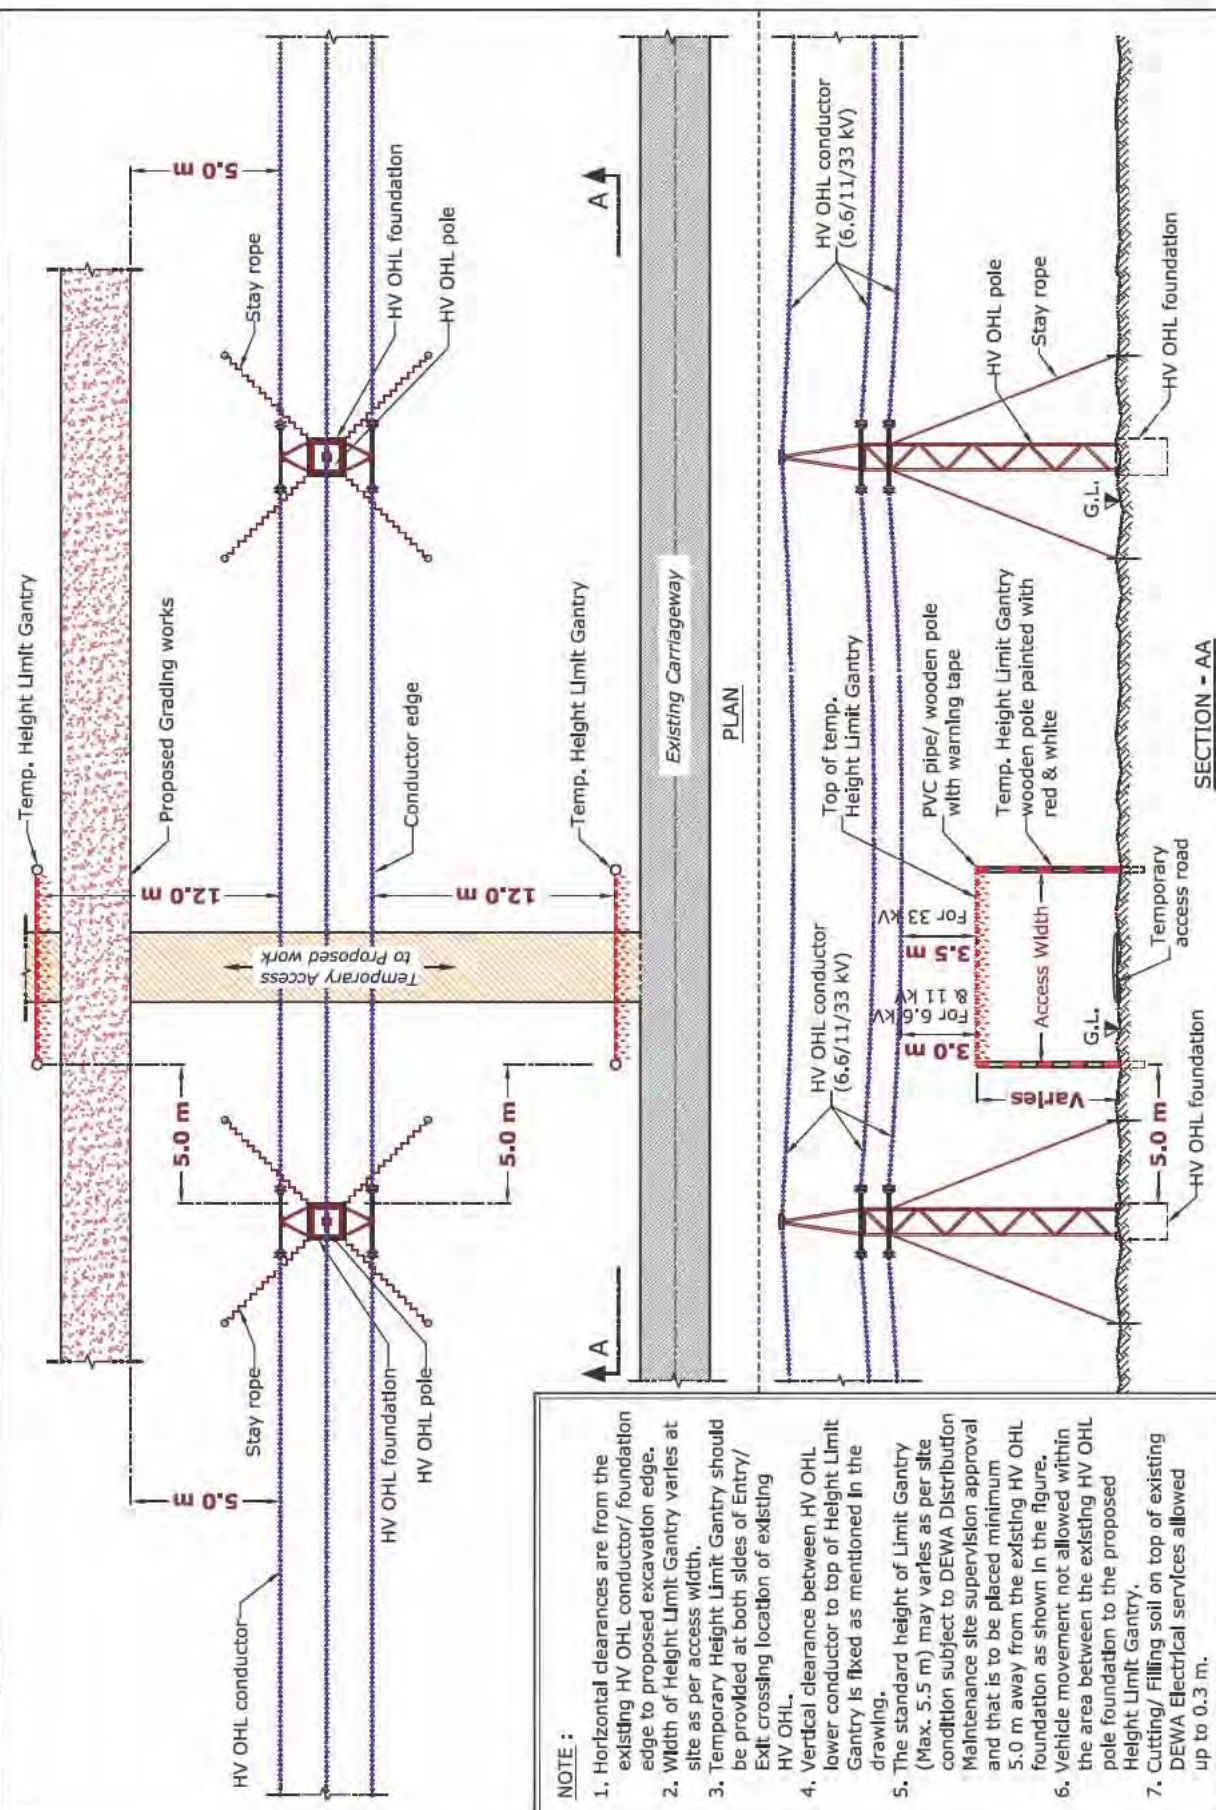 Temp. Height Limit Gantry
Proposed Grading works
5.0 m
Stay rope
HV OHL foundation
HV OHL pole
12.0 m
Conductor edge
12.0 m
Temp. Height Limit Gantry
Temporary Access
to Proposed work
5.0 m
5.0 m
5.0 m
HV OHL conductor
Stay rope
HV OHL foundation
HV OHL pole
A
A
Existing Carriageway
PLAN
HV OHL conductor
(6.6/11/33 kV)
HV OHL pole
Stay rope
HV OHL foundation
G.L.
Top of temp.
Height Limit Gantry
PVC pipe/ wooden pole
with warning tape
Temp. Height Limit Gantry
wooden pole painted with
red & white
For 33 kV
3.5 m
For 6.6 kV
& 11 kV
3.0 m
Access Width
Varies
HV OHL conductor
(6.6/11/33 kV)
G.L.
Temporary
access road
5.0 m
HV OHL foundation
SECTION - AA
NOTE :
1. Horizontal clearances are from the
existing HV OHL conductor/ foundation
edge to proposed excavation edge.
2. Width of Height Limit Gantry varies at
site as per access width.
3. Temporary Height Limit Gantry should
be provided at both sides of Entry/
Exit crossing location of existing
HV OHL.
4. Vertical clearance between HV OHL
lower conductor to top of Height Limit
Gantry is fixed as mentioned in the
drawing.
5. The standard height of Limit Gantry
(Max. 5.5 m) may varies as per site
condition subject to DEWA Distribution
Maintenance site supervision approval
and that is to be placed minimum
5.0 m away from the existing HV OHL
foundation as shown in the figure.
6. Vehicle movement not allowed within
the area between the existing HV OHL
pole foundation to the proposed
Height Limit Gantry.
7. Cutting/ Filling soil on top of existing
DEWA Electrical services allowed
up to 0.3 m.